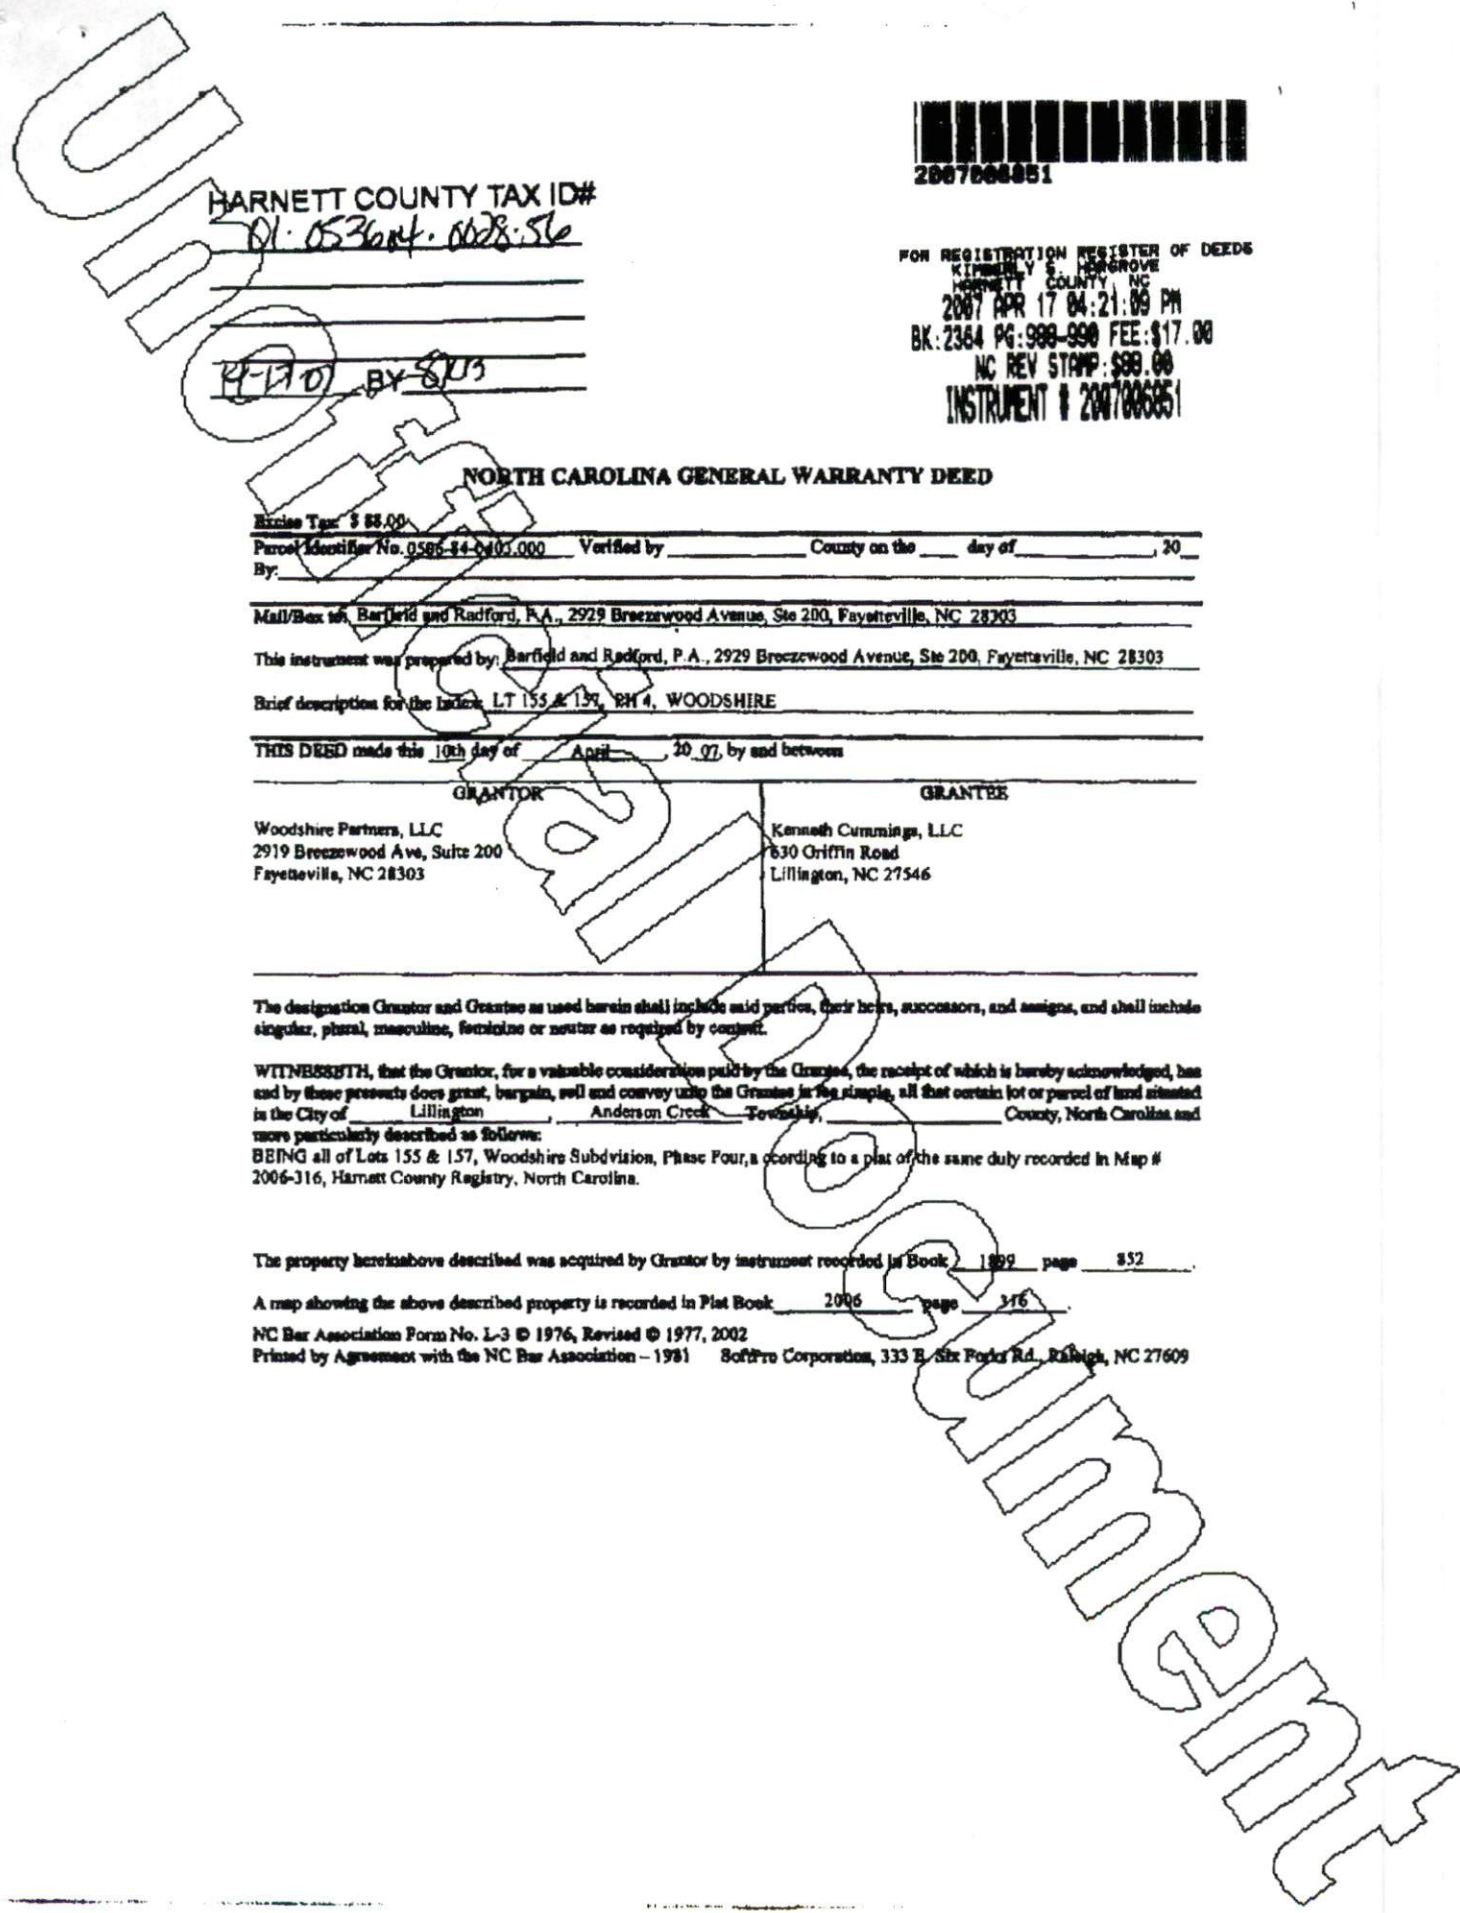 2007006851
HARNETT COUNTY TAX ID#
FOR REGISTRATION REGISTER OF DEEDS
KIMBERLY S. HARGROVE
HARNETT COUNTY, NC
2007 APR 17 04:21:09 PM
BK:2364 PG:988-990 FEE:$17.00
NC REV STAMP:$88.00
INSTRUMENT # 2007006851
BY
NORTH CAROLINA GENERAL WARRANTY DEED
Excise Tax: $ 88.00
Parcel Identifier No. Verified by County on the day of , 20
By:
Mail/Box to: Barfield and Radford, P.A., 2929 Breezewood Avenue, Ste 200, Fayetteville, NC 28303
This instrument was prepared by: Barfield and Radford, P.A., 2929 Breezewood Avenue, Ste 200, Fayetteville, NC 28303
Brief description for the Index: LT 155 & 157, PH 4, WOODSHIRE
THIS DEED made this 10th day of April , 20 07, by and between
GRANTOR GRANTEE
Woodshire Partners, LLC Kenneth Cummings, LLC
2919 Breezewood Ave, Suite 200 630 Griffin Road
Fayetteville, NC 28303 Lillington, NC 27546
The designation Grantor and Grantee as used herein shall include said parties, their heirs, successors, and assigns, and shall include
singular, plural, masculine, feminine or neuter as required by context.
WITNESSETH, that the Grantor, for a valuable consideration paid by the Grantee, the receipt of which is hereby acknowledged, has
and by these presents does grant, bargain, sell and convey unto the Grantee in fee simple, all that certain lot or parcel of land situated
in the City of Lillington , Anderson Creek Township, County, North Carolina and
more particularly described as follows:
BEING all of Lots 155 & 157, Woodshire Subdvision, Phase Four,a ccording to a plat of the same duly recorded in Map #
2006-316, Harnett County Registry, North Carolina.
The property hereinabove described was acquired by Grantor by instrument recorded in Book 1899 page 852 .
A map showing the above described property is recorded in Plat Book 2006 page 316 .
NC Bar Association Form No. L-3 © 1976, Revised © 1977, 2002
Printed by Agreement with the NC Bar Association – 1981 SoftPro Corporation, 333 E. Six Forks Rd., Raleigh, NC 27609
Unofficial Document